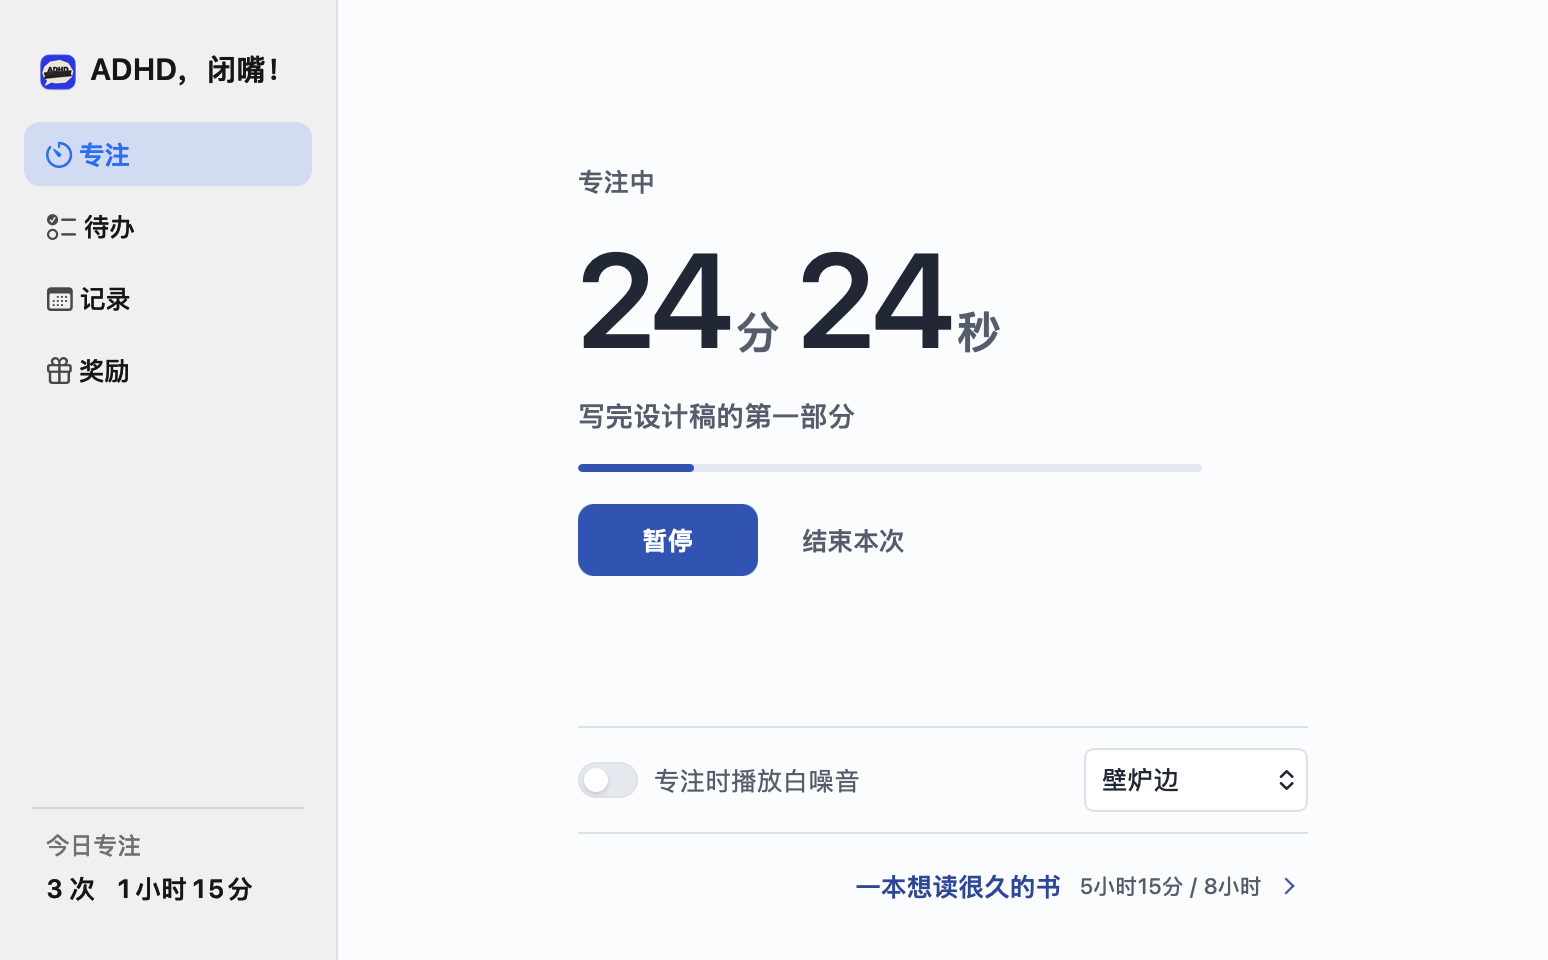 ADHD
ADHD，闭嘴！
专注
待办
记录
奖励
今日专注
3 次 1小时15分
专注中
24分 24秒
写完设计稿的第一部分
暂停
结束本次
专注时播放白噪音
壁炉边
一本想读很久的书 5小时15分 / 8小时